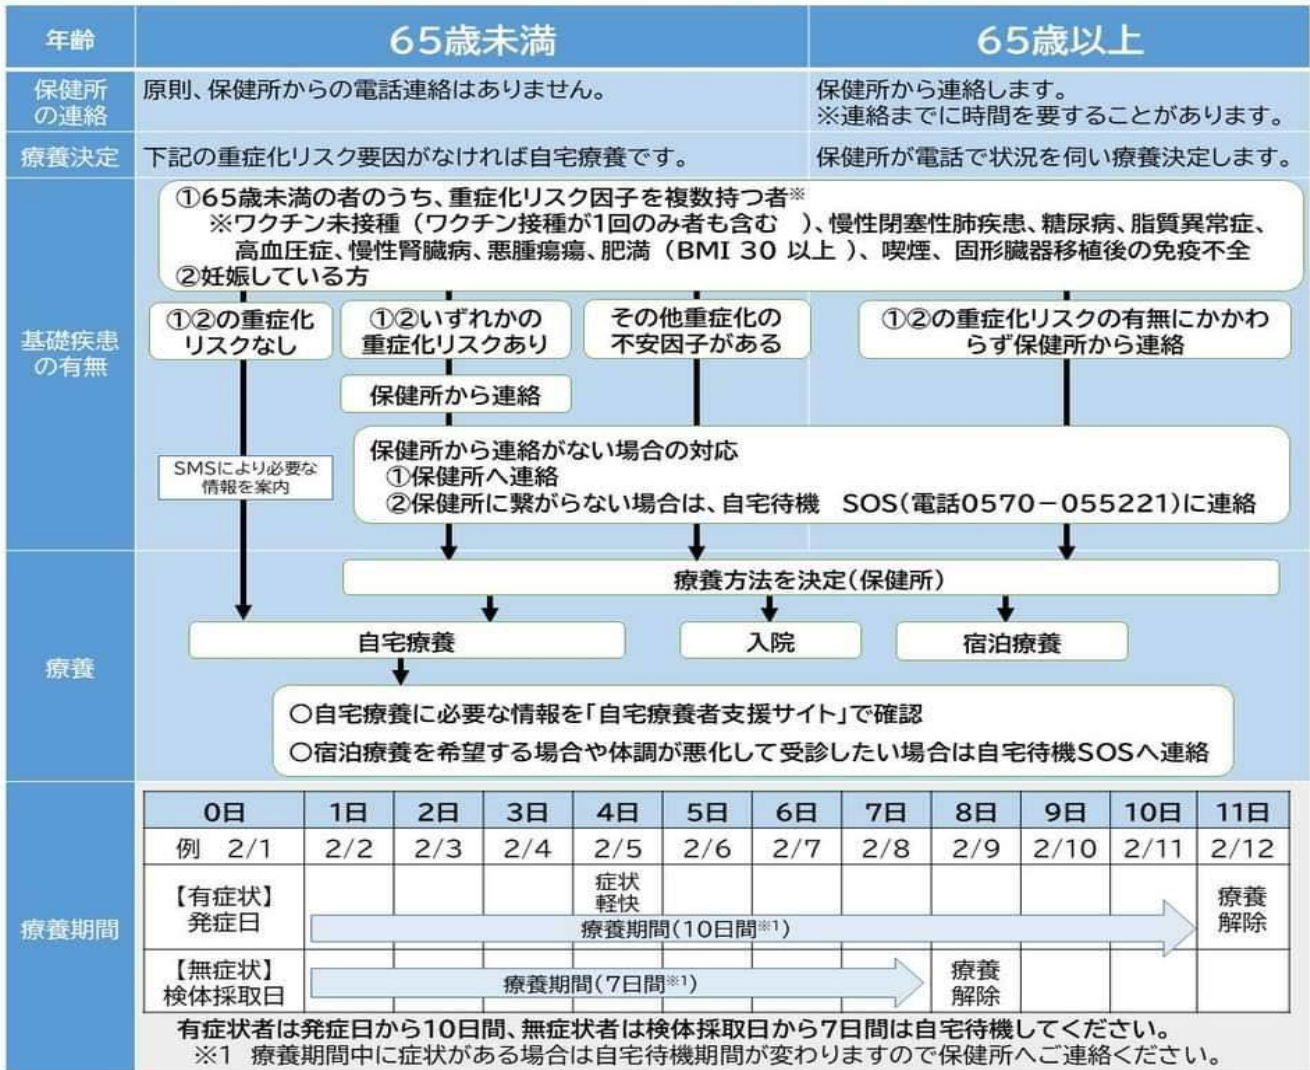 年齢
65歳未満
65歳以上
保健所
の連絡
原則、保健所からの電話連絡はありません。
保健所から連絡します。
※連絡までに時間を要することがあります。
療養決定
下記の重症化リスク要因がなければ自宅療養です。
保健所が電話で状況を伺い療養決定します。
基礎疾患
の有無
①65歳未満の者のうち、重症化リスク因子を複数持つ者※
※ワクチン未接種（ワクチン接種が1回のみ者も含む　）、慢性閉塞性肺疾患、糖尿病、脂質異常症、
高血圧症、慢性腎臓病、悪腫瘍瘍、肥満（BMI 30 以上）、喫煙、固形臓器移植後の免疫不全
②妊娠している方
①②の重症化
リスクなし
①②いずれかの
重症化リスクあり
その他重症化の
不安因子がある
①②の重症化リスクの有無にかかわ
らず保健所から連絡
保健所から連絡
SMSにより必要な
情報を案内
保健所から連絡がない場合の対応
①保健所へ連絡
②保健所に繋がらない場合は、自宅待機　SOS(電話0570－055221)に連絡
療養
療養方法を決定(保健所)
自宅療養
入院
宿泊療養
○自宅療養に必要な情報を「自宅療養者支援サイト」で確認
○宿泊療養を希望する場合や体調が悪化して受診したい場合は自宅待機SOSへ連絡
療養期間
0日 1日 2日 3日 4日 5日 6日 7日 8日 9日 10日 11日
例 2/1 2/2 2/3 2/4 2/5 2/6 2/7 2/8 2/9 2/10 2/11 2/12
【有症状】
発症日
症状
軽快
療養期間(10日間※1)
療養
解除
【無症状】
検体採取日
療養期間(7日間※1)
療養
解除
有症状者は発症日から10日間、無症状者は検体採取日から7日間は自宅待機してください。
※1 療養期間中に症状がある場合は自宅待機期間が変わりますので保健所へご連絡ください。